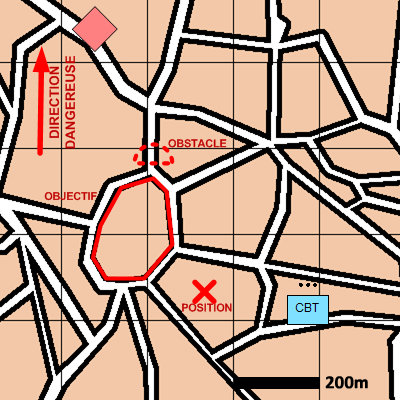 DIRECTION
DANGEREUSE
OBSTACLE
OBJECTIF
POSITION
CBT
200m